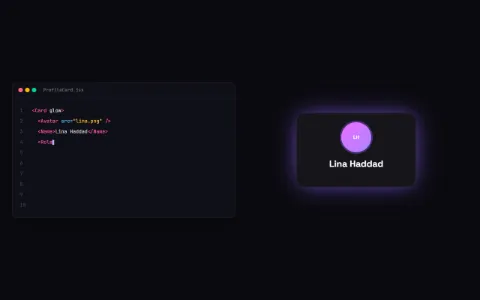 ProfileCard.jsx
1 <Card glow>
2 <Avatar src="lina.png" />
3 <Name>Lina Haddad</Name>
4 <Role
5
6
7
8
9
10
LH
Lina Haddad